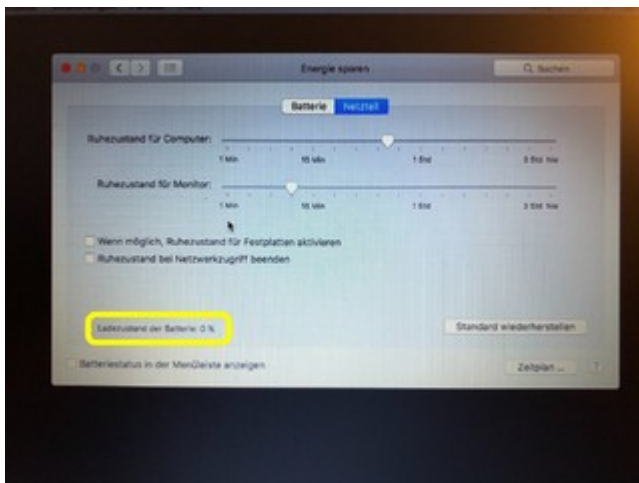 Energie sparen
Suchen
Batterie Netzteil
Ruhezustand für Computer:
1 Min 15 Min 1 Std 3 Std Nie
Ruhezustand für Monitor:
1 Min 15 Min 1 Std 3 Std Nie
Wenn möglich, Ruhezustand für Festplatten aktivieren
Ruhezustand bei Netzwerkzugriff beenden
Ladezustand der Batterie: 0 %
Standard wiederherstellen
Batteriestatus in der Menüleiste anzeigen
Zeitplan ...
?